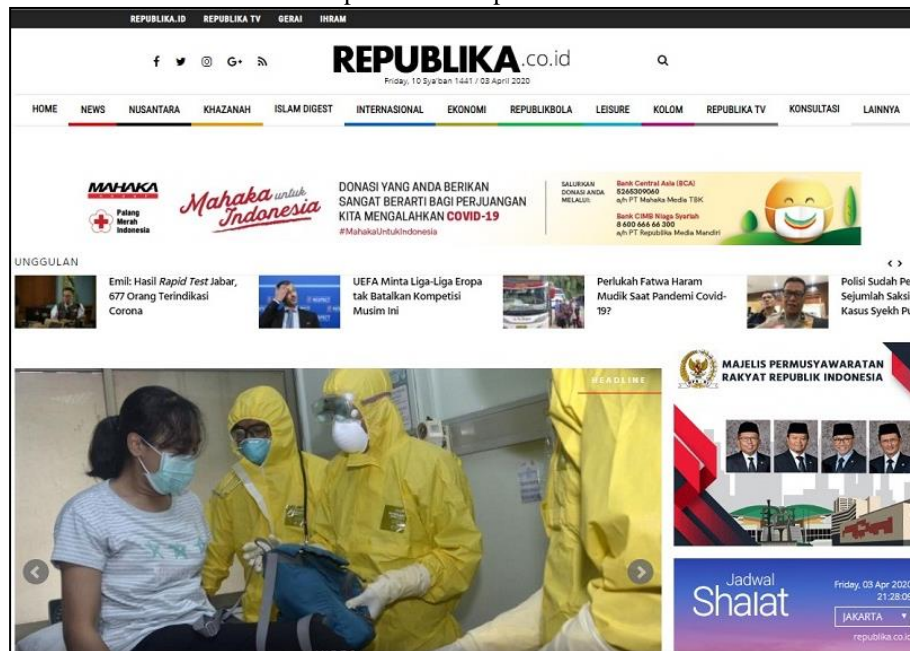 REPUBLIKA.ID REPUBLIKA TV GERAI IHRAM
REPUBLIKA.co.id
Friday, 10 Sya'ban 1441 / 03 April 2020
HOME NEWS NUSANTARA KHAZANAH ISLAM DIGEST INTERNASIONAL EKONOMI REPUBLIKBOLA LEISURE KOLOM REPUBLIKA TV KONSULTASI LAINNYA
MAHAKA
Palang
Merah
Indonesia
Mahaka untuk
Indonesia
DONASI YANG ANDA BERIKAN
SANGAT BERARTI BAGI PERJUANGAN
KITA MENGALAHKAN COVID-19
#MahakaUntukIndonesia
SALURKAN
DONASI ANDA
MELALUI:
Bank Central Asia (BCA)
5265309060
a/n PT Mahaka Media TBK
Bank CIMB Niaga Syariah
8 600 666 66 300
a/n PT Republika Media Mandiri
UNGGULAN
Emil: Hasil Rapid Test Jabar,
677 Orang Terindikasi
Corona
UEFA Minta Liga-Liga Eropa
tak Batalkan Kompetisi
Musim Ini
Perlukah Fatwa Haram
Mudik Saat Pandemi Covid-
19?
Polisi Sudah Pe
Sejumlah Saksi
Kasus Syekh Pu
HEADLINE
MAJELIS PERMUSYAWARATAN
RAKYAT REPUBLIK INDONESIA
Jadwal
Shalat
Friday, 03 Apr 2020
21:28:09
JAKARTA
republika.co.id